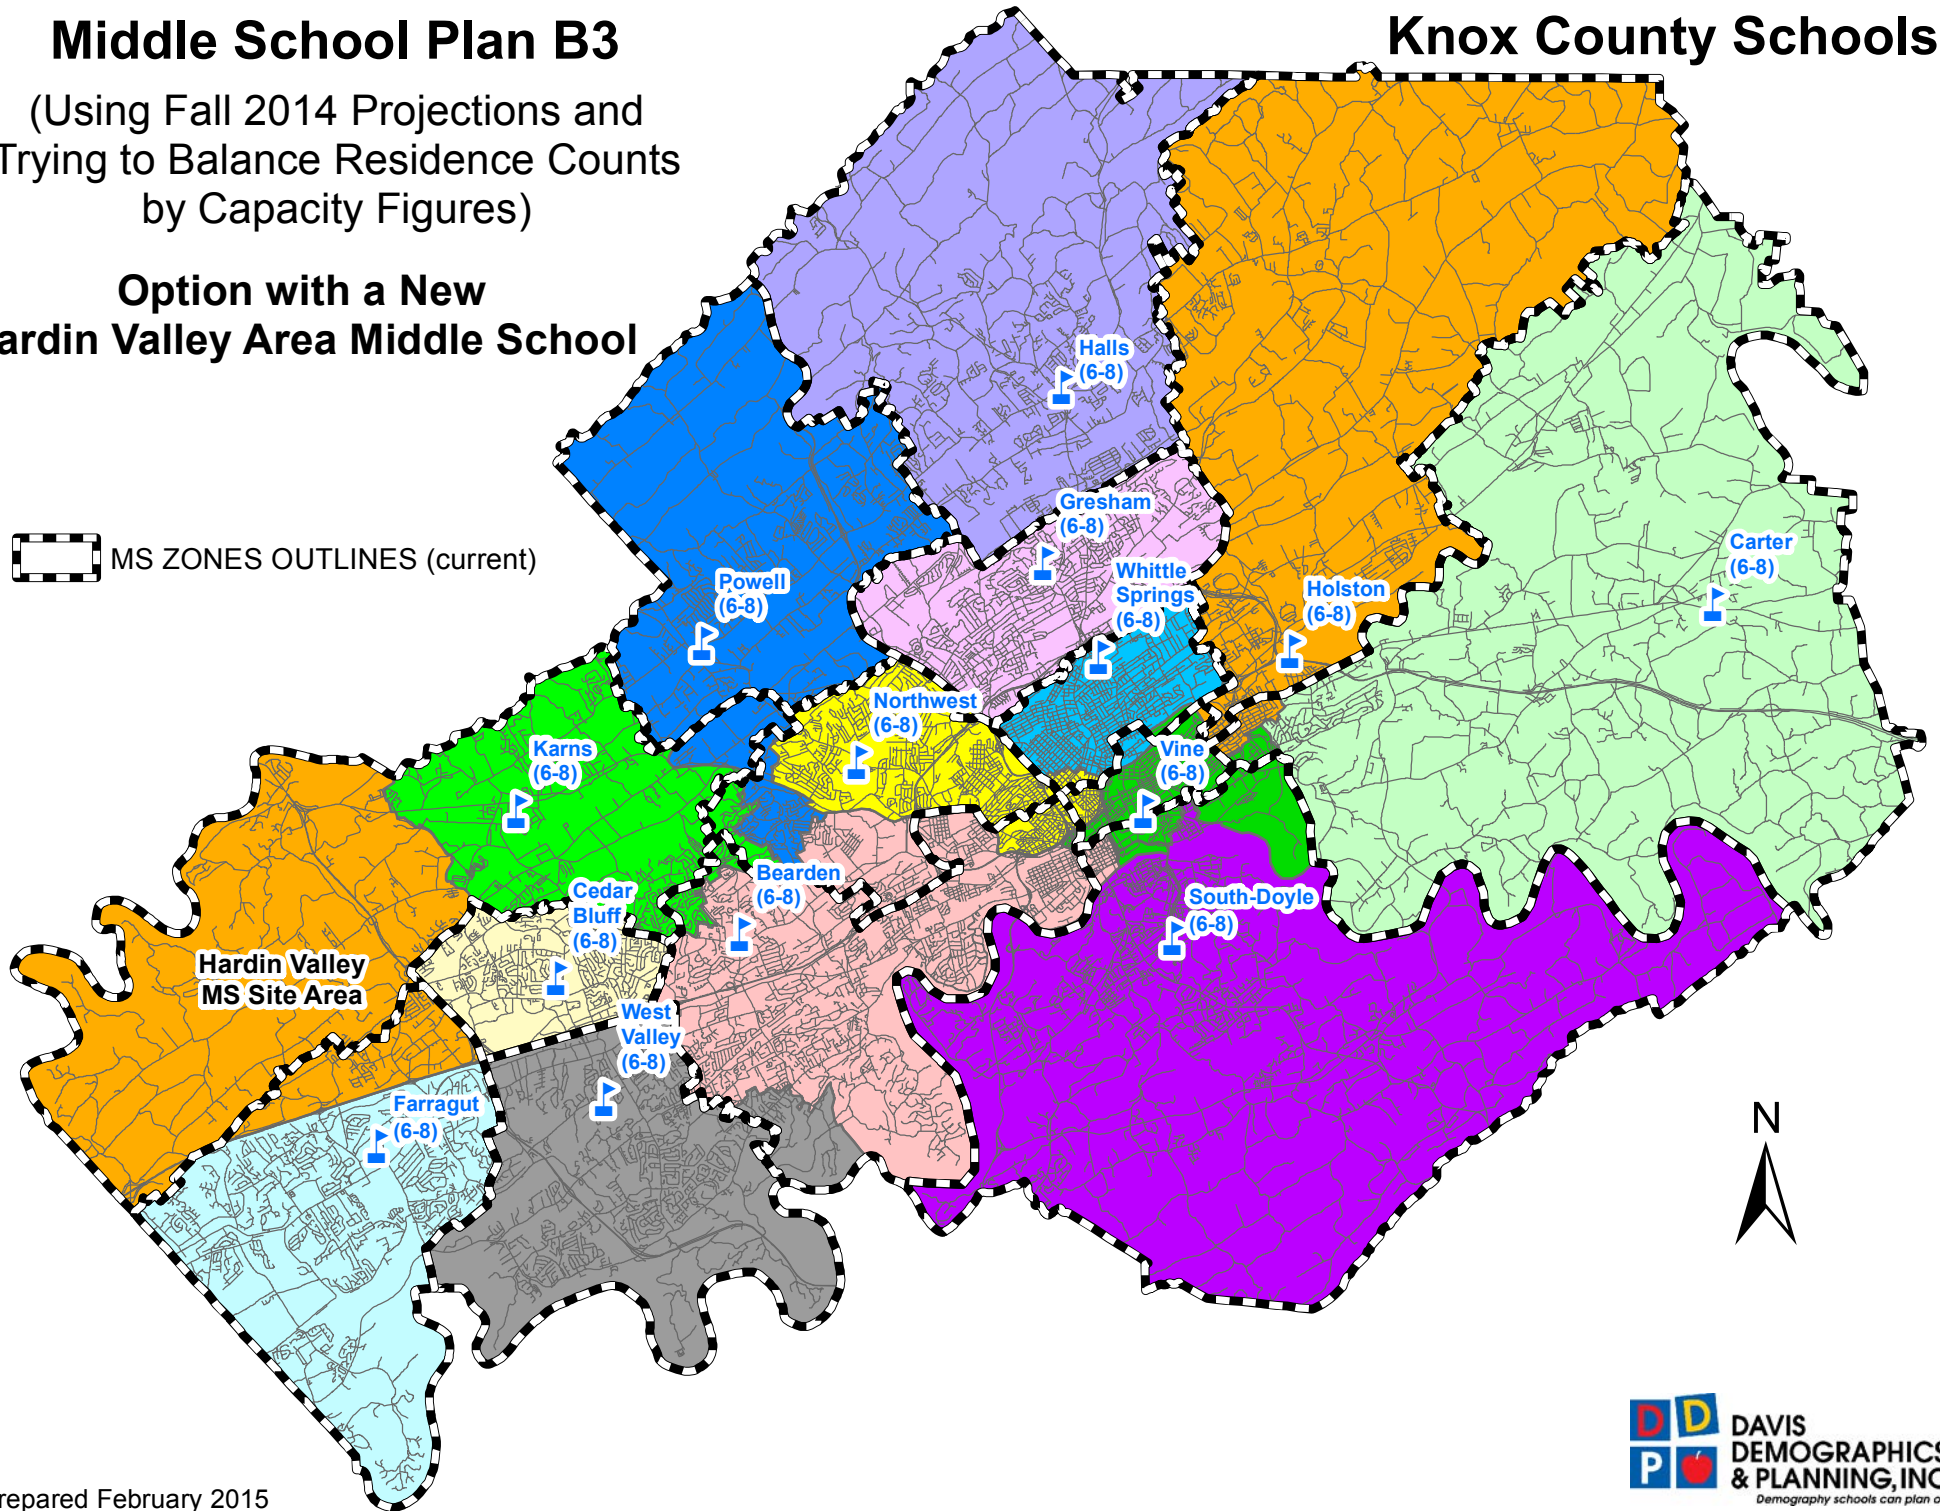 Middle School Plan B3
(Using Fall 2014 Projections and
Trying to Balance Residence Counts
by Capacity Figures)
Option with a New
ardin Valley Area Middle School
Knox County Schools
MS ZONES OUTLINES (current)
Halls
(6-8)
Gresham
(6-8)
Whittle
Springs
(6-8)
Powell
(6-8)
Holston
(6-8)
Carter
(6-8)
Northwest
(6-8)
Karns
(6-8)
Vine
(6-8)
Bearden
(6-8)
Cedar
Bluff
(6-8)
South-Doyle
(6-8)
Hardin Valley
MS Site Area
West
Valley
(6-8)
Farragut
(6-8)
N
D D
P
DAVIS
DEMOGRAPHICS
& PLANNING, INC
Demography schools can plan o
repared February 2015